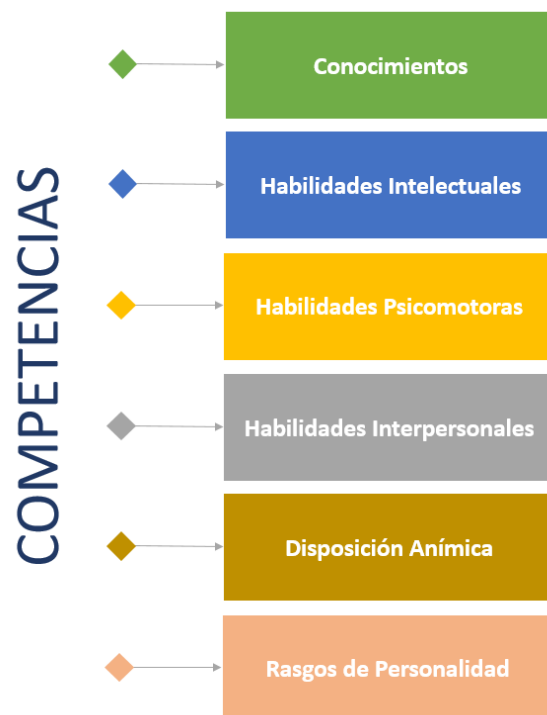 COMPETENCIAS
Conocimientos
Habilidades Intelectuales
Habilidades Psicomotoras
Habilidades Interpersonales
Disposición Anímica
Rasgos de Personalidad